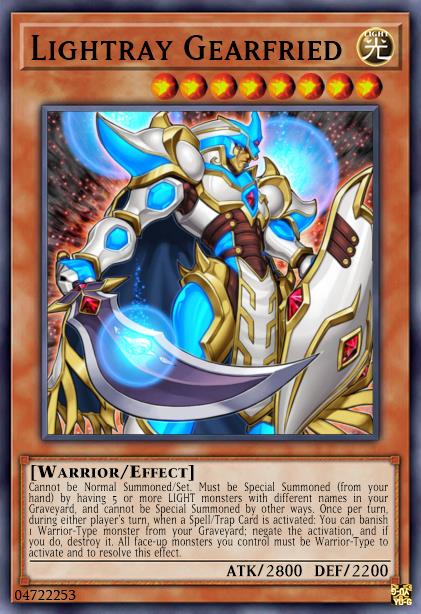 LIGHTRAY GEARFRIED
LIGHT
光
[WARRIOR/EFFECT]
Cannot be Normal Summoned/Set. Must be Special Summoned (from your
hand) by having 5 or more LIGHT monsters with different names in your
Graveyard, and cannot be Special Summoned by other ways. Once per turn,
during either player's turn, when a Spell/Trap Card is activated: You can banish
1 Warrior-Type monster from your Graveyard; negate the activation, and if
you do, destroy it. All face-up monsters you control must be Warrior-Type to
activate and to resolve this effect.
ATK/2800 DEF/2200
04722253